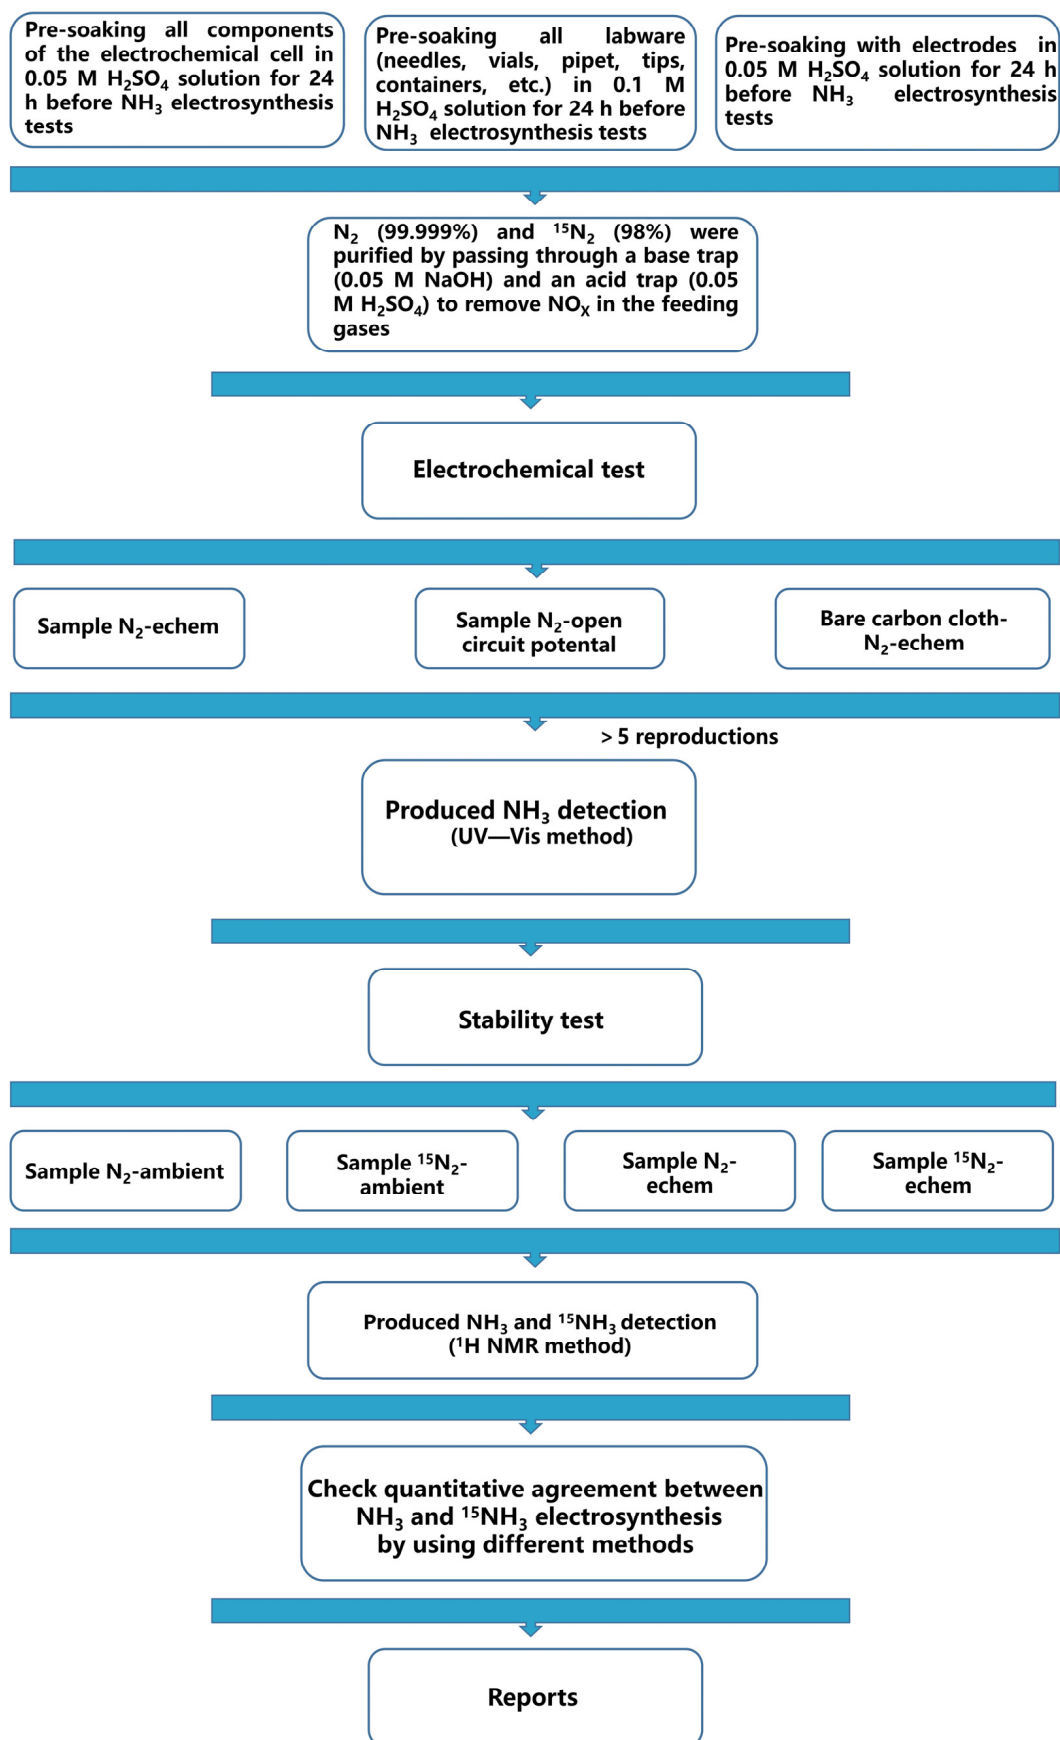 Pre-soaking all components
of the electrochemical cell in
0.05 M H₂SO₄ solution for 24
h before NH₃ electrosynthesis
tests
Pre-soaking all labware
(needles, vials, pipet, tips,
containers, etc.) in 0.1 M
H₂SO₄ solution for 24 h before
NH₃ electrosynthesis tests
Pre-soaking with electrodes in
0.05 M H₂SO₄ solution for 24 h
before NH₃ electrosynthesis
tests
N₂ (99.999%) and ¹⁵N₂ (98%) were
purified by passing through a base trap
(0.05 M NaOH) and an acid trap (0.05
M H₂SO₄) to remove NOₓ in the feeding
gases
Electrochemical test
Sample N₂-echem
Sample N₂-open
circuit potental
Bare carbon cloth-
N₂-echem
> 5 reproductions
Produced NH₃ detection
(UV—Vis method)
Stability test
Sample N₂-ambient
Sample ¹⁵N₂-
ambient
Sample N₂-
echem
Sample ¹⁵N₂-
echem
Produced NH₃ and ¹⁵NH₃ detection
(¹H NMR method)
Check quantitative agreement between
NH₃ and ¹⁵NH₃ electrosynthesis
by using different methods
Reports